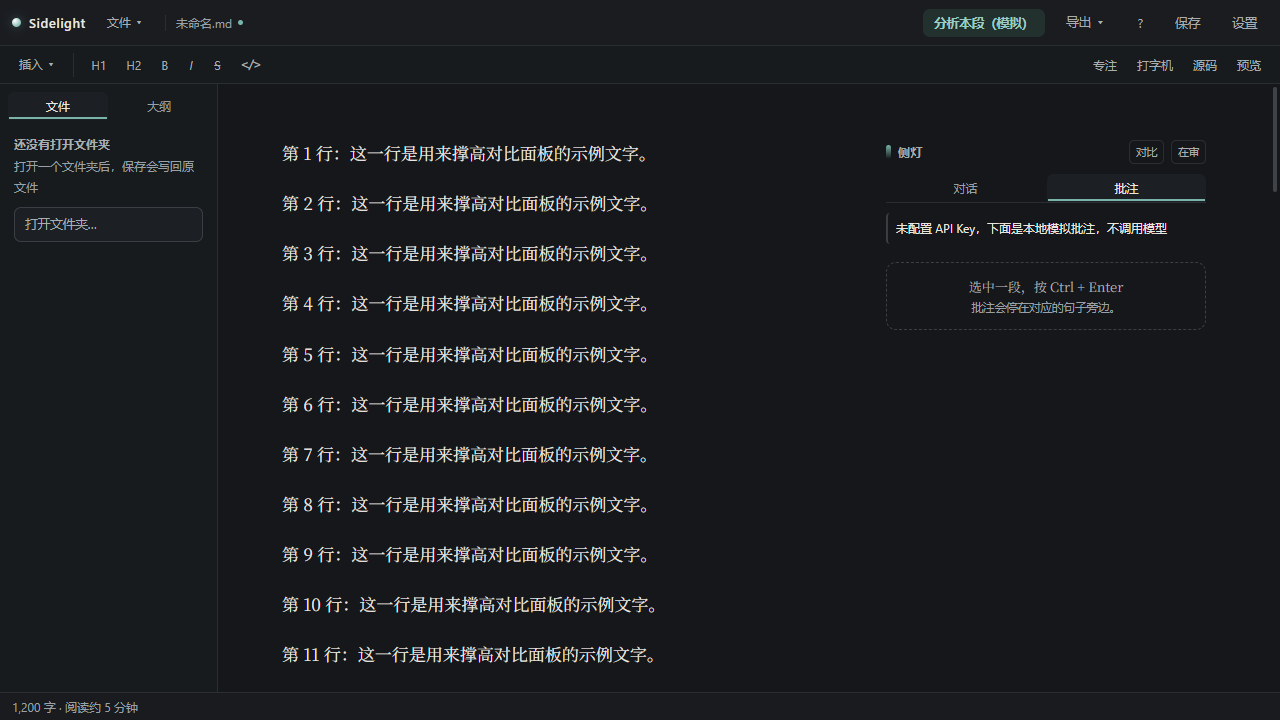 Sidelight 文件 未命名.md 分析本段（模拟） 导出 ? 保存 设置
插入 H1 H2 B I S </> 专注 打字机 源码 预览
文件 大纲
还没有打开文件夹
打开一个文件夹后，保存会写回原
文件
打开文件夹...
第 1 行：这一行是用来撑高对比面板的示例文字。
第 2 行：这一行是用来撑高对比面板的示例文字。
第 3 行：这一行是用来撑高对比面板的示例文字。
第 4 行：这一行是用来撑高对比面板的示例文字。
第 5 行：这一行是用来撑高对比面板的示例文字。
第 6 行：这一行是用来撑高对比面板的示例文字。
第 7 行：这一行是用来撑高对比面板的示例文字。
第 8 行：这一行是用来撑高对比面板的示例文字。
第 9 行：这一行是用来撑高对比面板的示例文字。
第 10 行：这一行是用来撑高对比面板的示例文字。
第 11 行：这一行是用来撑高对比面板的示例文字。
侧灯 对比 在审
对话 批注
未配置 API Key，下面是本地模拟批注，不调用模型
选中一段，按 Ctrl + Enter
批注会停在对应的句子旁边。
1,200 字 · 阅读约 5 分钟